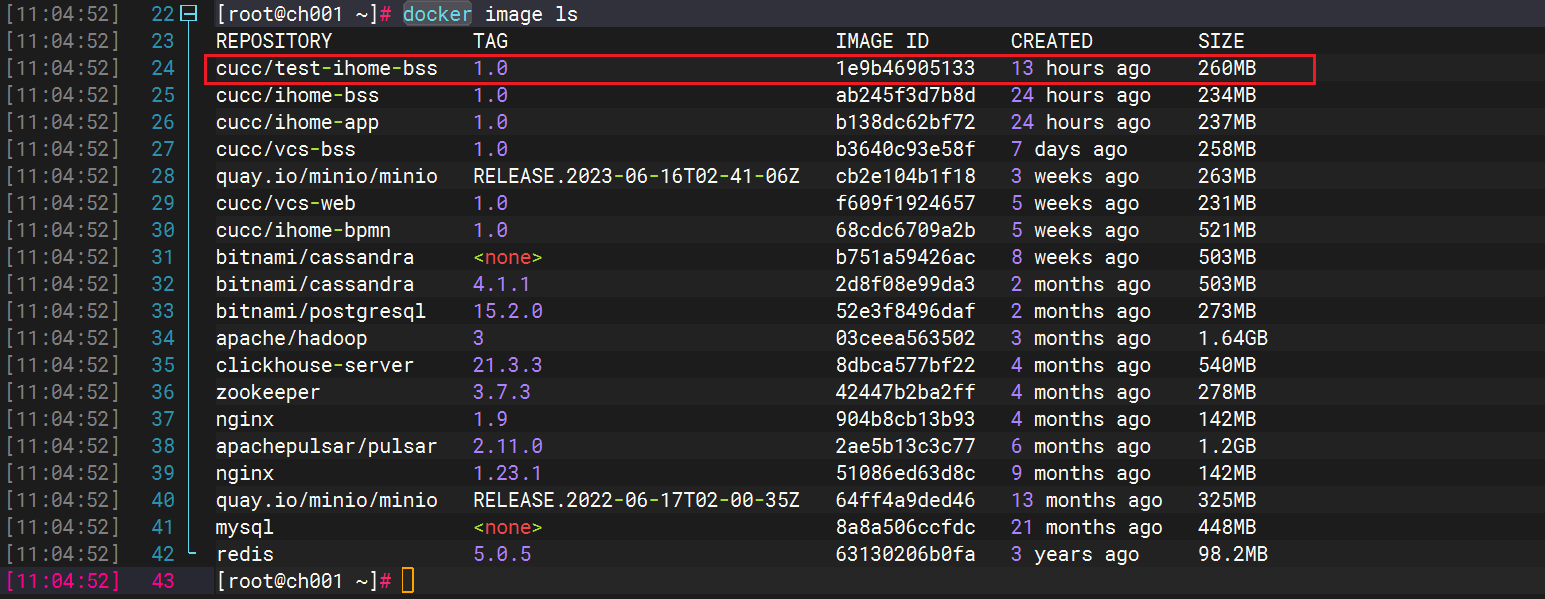 [11:04:52] 22 [root@ch001 ~]# docker image ls
[11:04:52] 23 REPOSITORY TAG IMAGE ID CREATED SIZE
[11:04:52] 24 cucc/test-ihome-bss 1.0 1e9b46905133 13 hours ago 260MB
[11:04:52] 25 cucc/ihome-bss 1.0 ab245f3d7b8d 24 hours ago 234MB
[11:04:52] 26 cucc/ihome-app 1.0 b138dc62bf72 24 hours ago 237MB
[11:04:52] 27 cucc/vcs-bss 1.0 b3640c93e58f 7 days ago 258MB
[11:04:52] 28 quay.io/minio/minio RELEASE.2023-06-16T02-41-06Z cb2e104b1f18 3 weeks ago 263MB
[11:04:52] 29 cucc/vcs-web 1.0 f609f1924657 5 weeks ago 231MB
[11:04:52] 30 cucc/ihome-bpmn 1.0 68cdc6709a2b 5 weeks ago 521MB
[11:04:52] 31 bitnami/cassandra <none> b751a59426ac 8 weeks ago 503MB
[11:04:52] 32 bitnami/cassandra 4.1.1 2d8f08e99da3 2 months ago 503MB
[11:04:52] 33 bitnami/postgresql 15.2.0 52e3f8496daf 2 months ago 273MB
[11:04:52] 34 apache/hadoop 3 03ceea563502 3 months ago 1.64GB
[11:04:52] 35 clickhouse-server 21.3.3 8dbca577bf22 4 months ago 540MB
[11:04:52] 36 zookeeper 3.7.3 42447b2ba2ff 4 months ago 278MB
[11:04:52] 37 nginx 1.9 904b8cb13b93 4 months ago 142MB
[11:04:52] 38 apachepulsar/pulsar 2.11.0 2ae5b13c3c77 6 months ago 1.2GB
[11:04:52] 39 nginx 1.23.1 51086ed63d8c 9 months ago 142MB
[11:04:52] 40 quay.io/minio/minio RELEASE.2022-06-17T02-00-35Z 64ff4a9ded46 13 months ago 325MB
[11:04:52] 41 mysql <none> 8a8a506ccfdc 21 months ago 448MB
[11:04:52] 42 redis 5.0.5 63130206b0fa 3 years ago 98.2MB
[11:04:52] 43 [root@ch001 ~]#